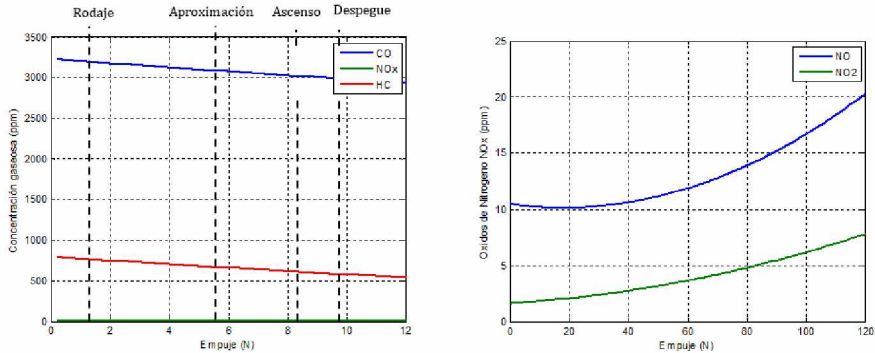 Rodaje Aproximación Ascenso Despegue
3500
3000
2500
2000
1500
1000
500
0
Concentración gaseosa (ppm)
CO
NOx
HC
0 2 4 6 8 10 12
Empuje (N)
25
20
15
10
5
0
Oxidos de Nitrogeno NOx (ppm)
NO
NO2
0 20 40 60 80 100 120
Empuje (N)